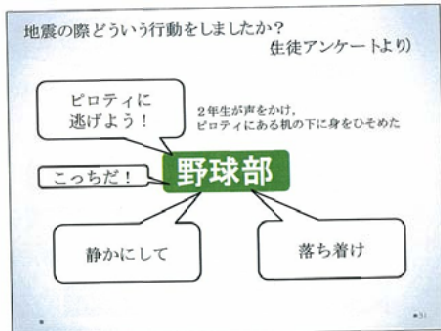 地震の際どういう行動をしましたか？
生徒アンケートより）
ピロティに
逃げよう！
２年生が声をかけ、
ピロティにある机の下に身をひそめた
こっちだ！
野球部
静かにして
落ち着け
31